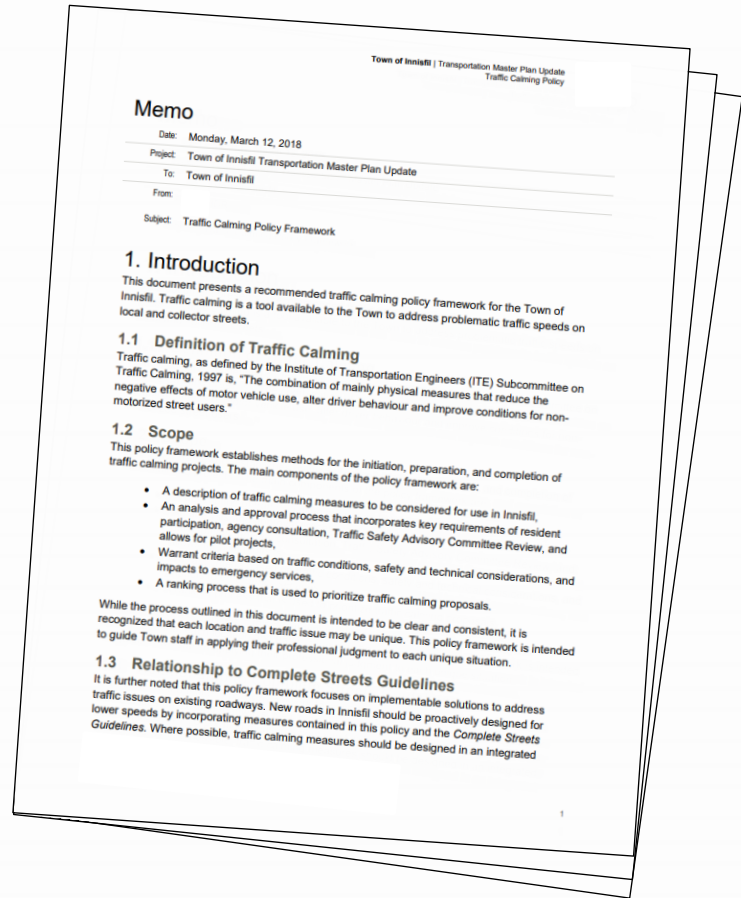 Town of Innisfil | Transportation Master Plan Update
Traffic Calming Policy
Memo
Date: Monday, March 12, 2018
Project: Town of Innisfil Transportation Master Plan Update
To: Town of Innisfil
From:
Subject: Traffic Calming Policy Framework
1. Introduction
This document presents a recommended traffic calming policy framework for the Town of
Innisfil. Traffic calming is a tool available to the Town to address problematic traffic speeds on
local and collector streets.
1.1 Definition of Traffic Calming
Traffic calming, as defined by the Institute of Transportation Engineers (ITE) Subcommittee on
Traffic Calming, 1997 is, "The combination of mainly physical measures that reduce the
negative effects of motor vehicle use, alter driver behaviour and improve conditions for non-
motorized street users."
1.2 Scope
This policy framework establishes methods for the initiation, preparation, and completion of
traffic calming projects. The main components of the policy framework are:
• A description of traffic calming measures to be considered for use in Innisfil,
• An analysis and approval process that incorporates key requirements of resident
participation, agency consultation, Traffic Safety Advisory Committee Review, and
allows for pilot projects,
• Warrant criteria based on traffic conditions, safety and technical considerations, and
impacts to emergency services,
• A ranking process that is used to prioritize traffic calming proposals.
While the process outlined in this document is intended to be clear and consistent, it is
recognized that each location and traffic issue may be unique. This policy framework is intended
to guide Town staff in applying their professional judgment to each unique situation.
1.3 Relationship to Complete Streets Guidelines
It is further noted that this policy framework focuses on implementable solutions to address
traffic issues on existing roadways. New roads in Innisfil should be proactively designed for
lower speeds by incorporating measures contained in this policy and the Complete Streets
Guidelines. Where possible, traffic calming measures should be designed in an integrated
1